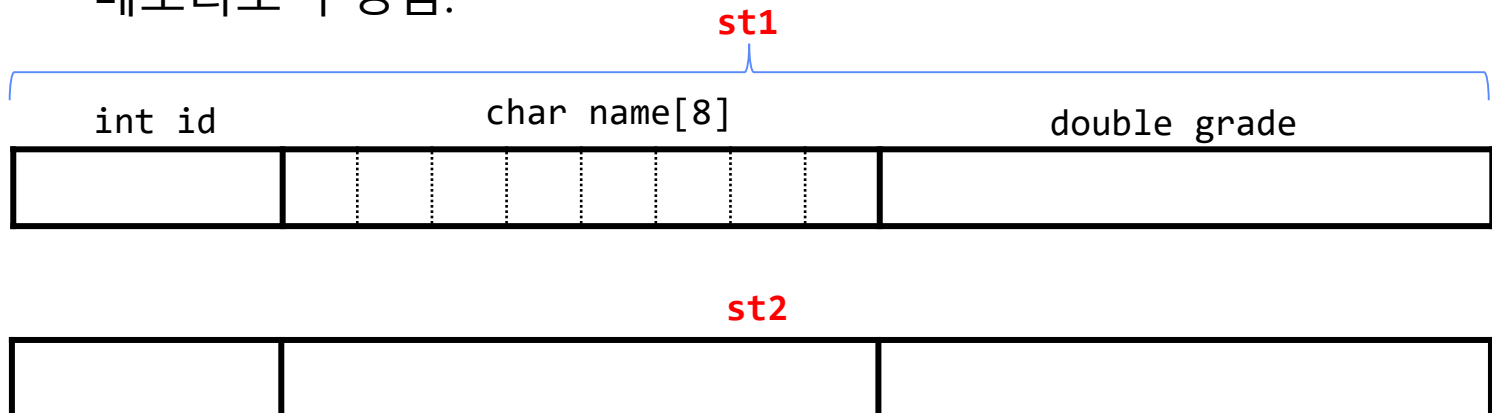 st1
int id
char name[8]
double grade
st2